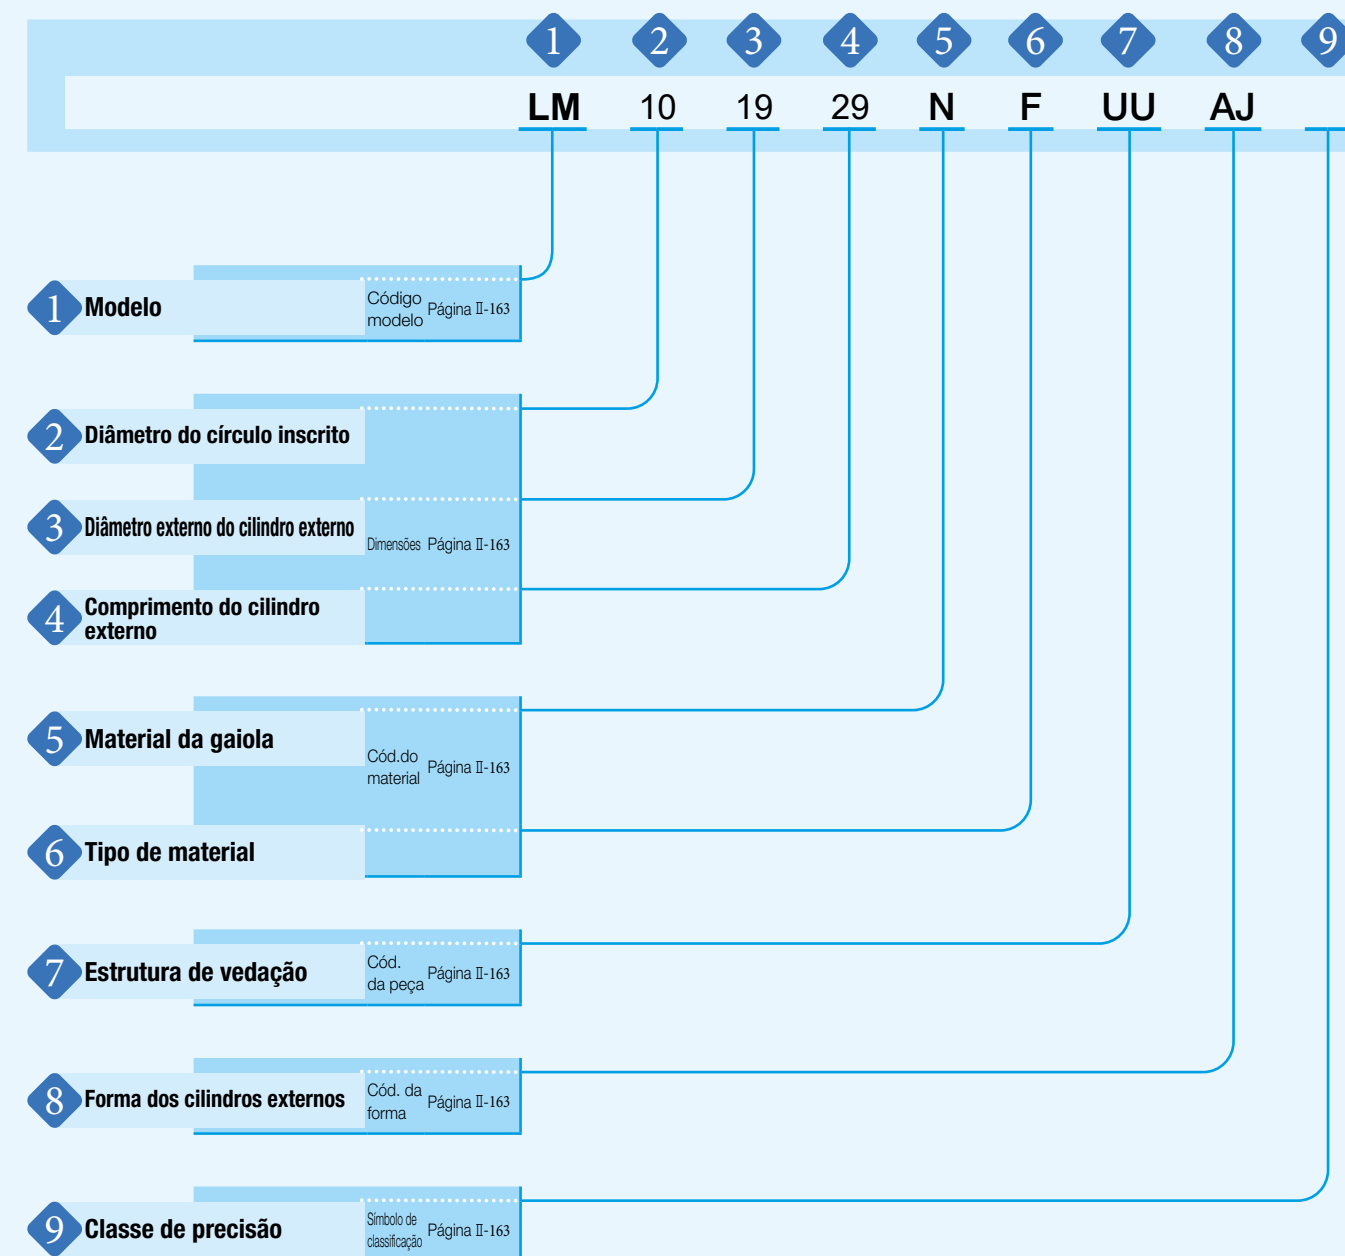 1 2 3 4 5 6 7 8 9
LM 10 19 29 N F UU AJ
1 Modelo
Código
modelo
Página II-163
2 Diâmetro do círculo inscrito
3 Diâmetro externo do cilindro externo
Dimensões Página II-163
4 Comprimento do cilindro
externo
5 Material da gaiola
Cód.do
material
Página II-163
6 Tipo de material
7 Estrutura de vedação
Cód.
da peça
Página II-163
8 Forma dos cilindros externos
Cód. da
forma
Página II-163
9 Classe de precisão
Símbolo de
classificação
Página II-163